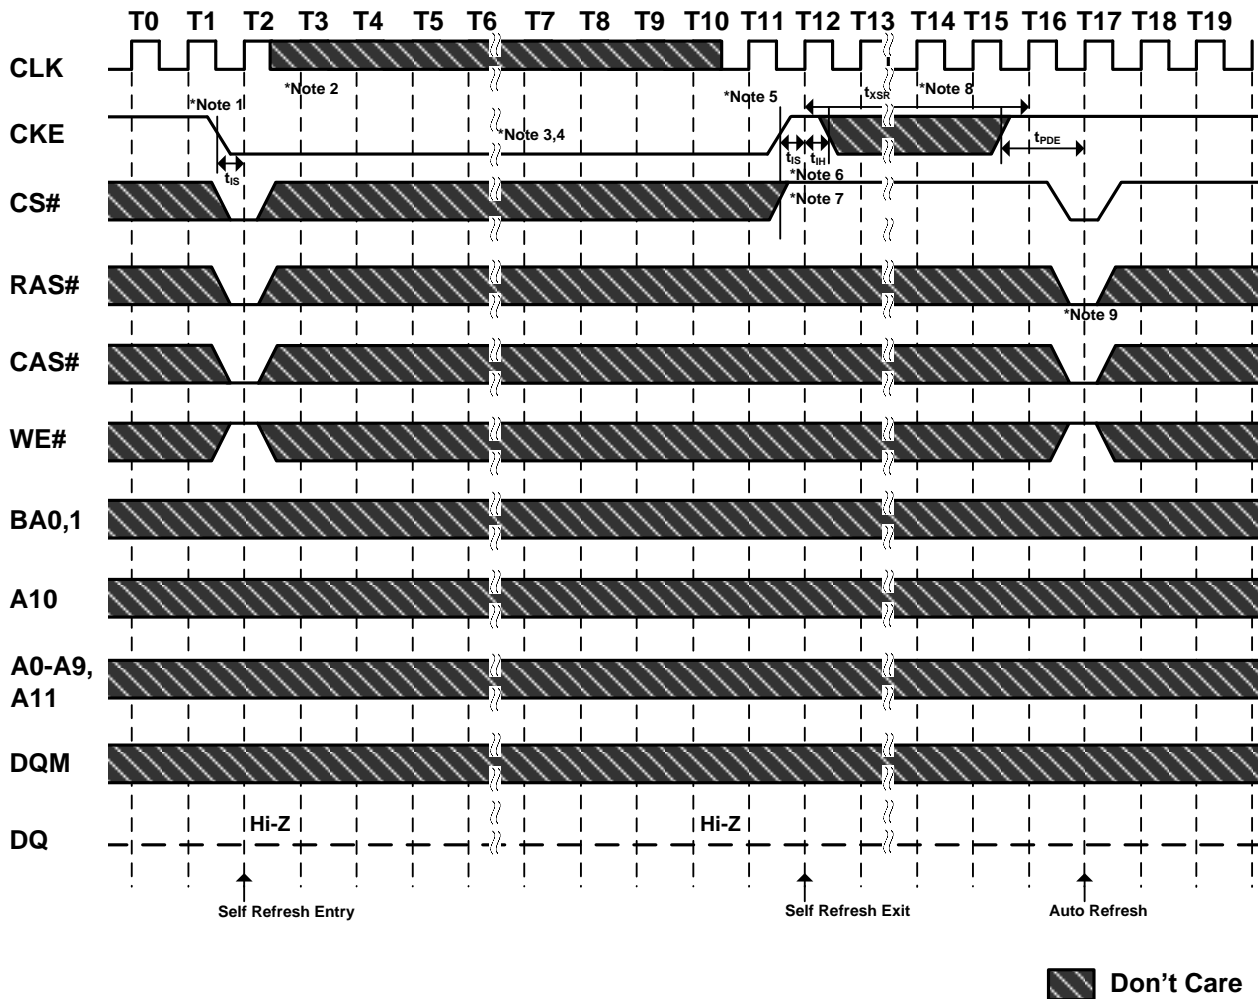 T0 T1 T2 T3 T4 T5 T6 T7 T8 T9 T10 T11 T12 T13 T14 T15 T16 T17 T18 T19
CLK
*Note 2
*Note 1
*Note 5
tXSR
*Note 8
CKE
*Note 3,4
tPDE
tIS
tIS
tIH
*Note 6
CS#
*Note 7
RAS#
*Note 9
CAS#
WE#
BA0,1
A10
A0-A9,
A11
DQM
Hi-Z
Hi-Z
DQ
Self Refresh Entry
Self Refresh Exit
Auto Refresh
Don't Care